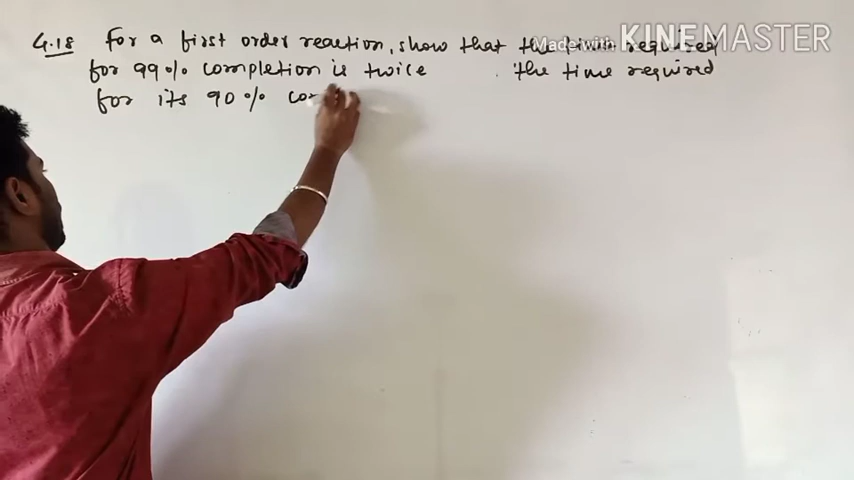 4.18 For a first order reaction, show that the time required
for 99% completion is twice the time required
for its 90% com
Made with KINEMASTER